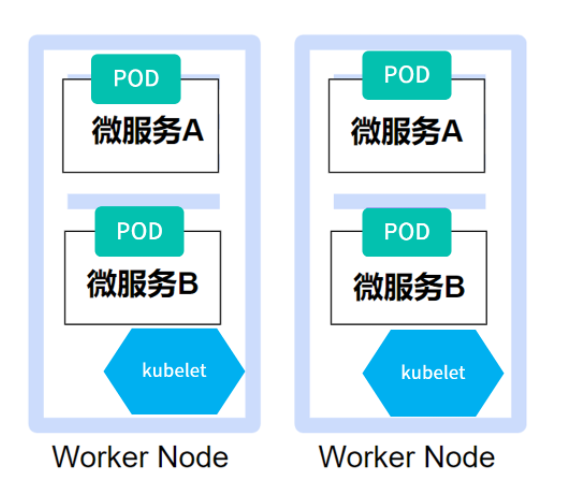 POD
微服务A
POD
微服务B
kubelet
Worker Node
POD
微服务A
POD
微服务B
kubelet
Worker Node